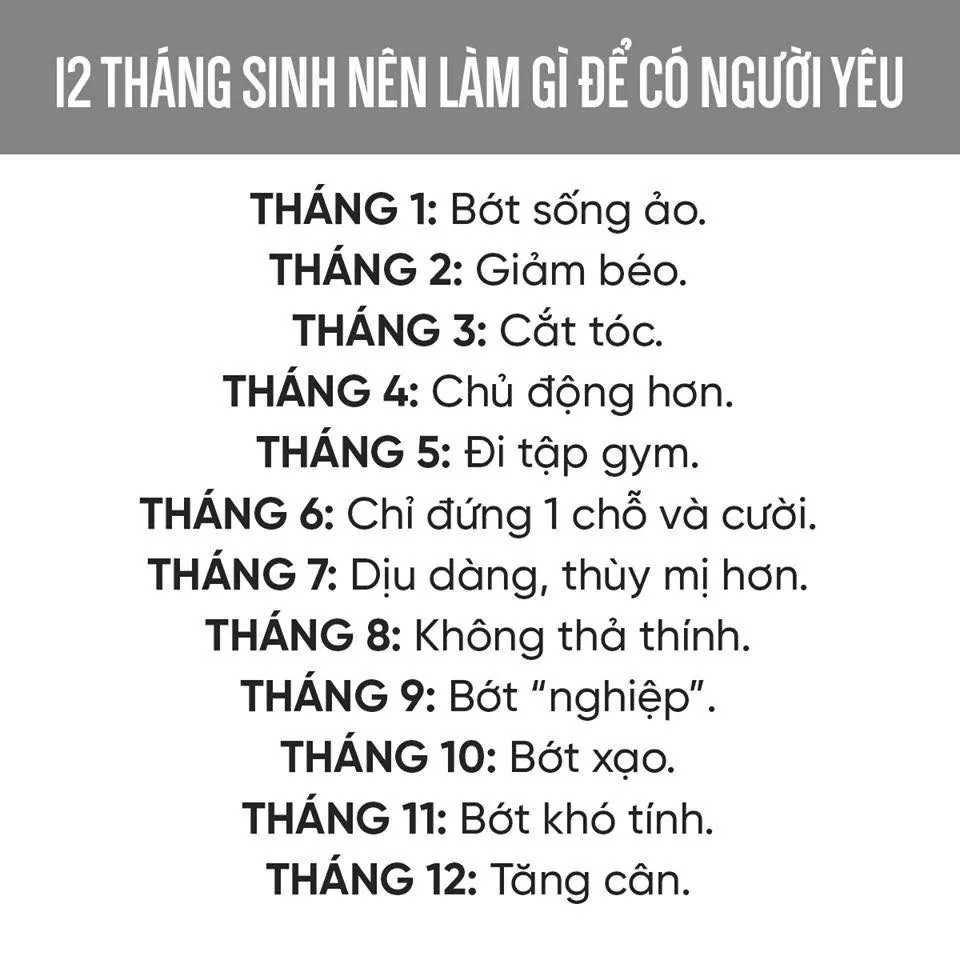 12 THÁNG SINH NÊN LÀM GÌ ĐỂ CÓ NGƯỜI YÊU
THÁNG 1: Bớt sống ảo.
THÁNG 2: Giảm béo.
THÁNG 3: Cắt tóc.
THÁNG 4: Chủ động hơn.
THÁNG 5: Đi tập gym.
THÁNG 6: Chỉ đứng 1 chỗ và cười.
THÁNG 7: Dịu dàng, thùy mị hơn.
THÁNG 8: Không thả thính.
THÁNG 9: Bớt “nghiệp”.
THÁNG 10: Bớt xạo.
THÁNG 11: Bớt khó tính.
THÁNG 12: Tăng cân.